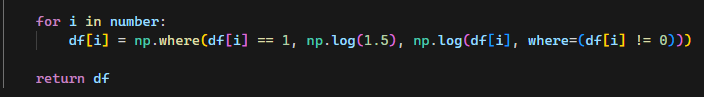 for i in number:
df[i] = np.where(df[i] == 1, np.log(1.5), np.log(df[i], where=(df[i] != 0)))
return df